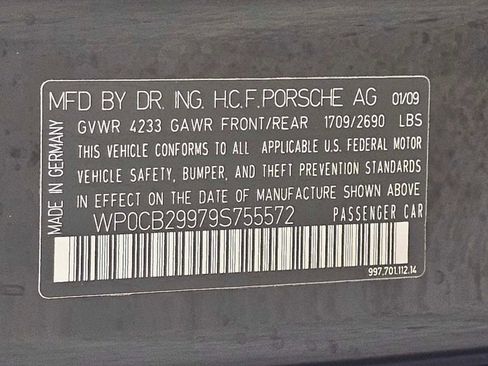 MFD BY DR. ING. H.C.F. PORSCHE AG 01/09
GVWR 4233 GAWR FRONT/REAR 1709/2690 LBS
THIS VEHICLE CONFORMS TO ALL APPLICABLE U.S. FEDERAL MOTOR
VEHICLE SAFETY, BUMPER, AND THEFT PREVENTION STANDARDS
IN EFFECT ON THE DATE OF MANUFACTURE SHOWN ABOVE
WP0CB29979S755572 PASSENGER CAR
997.701.112.14
MADE IN GERMANY